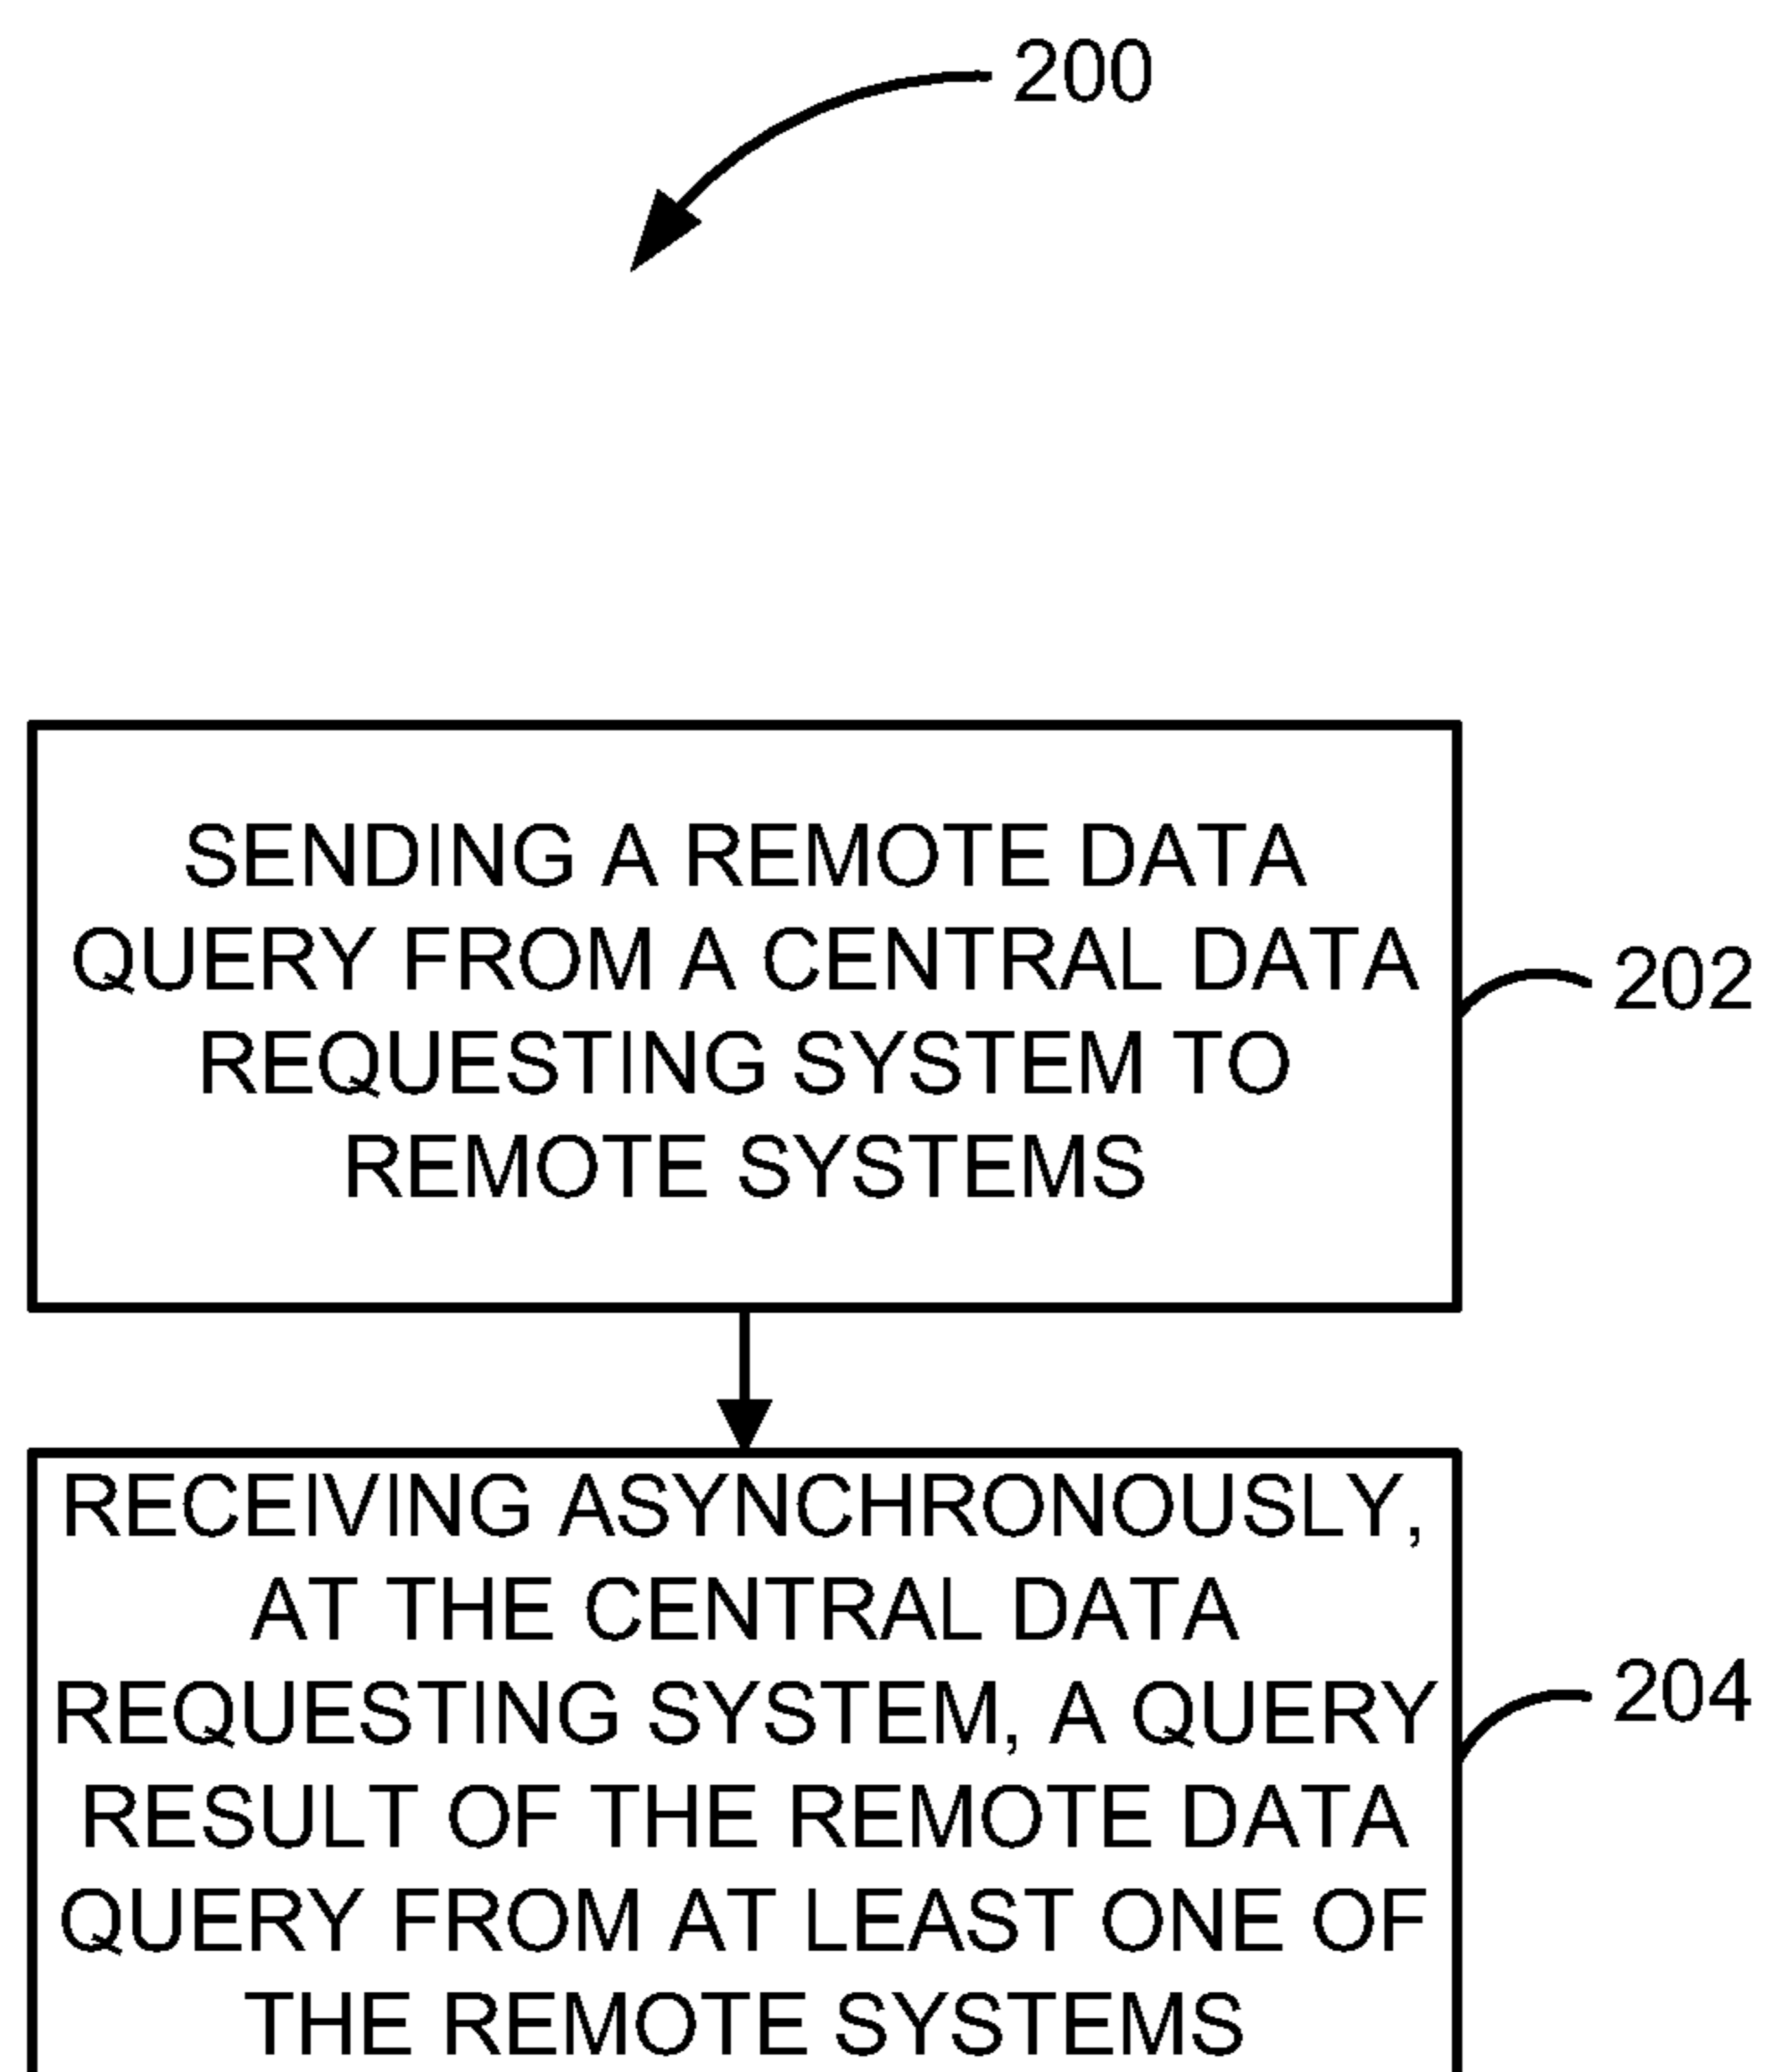 200
SENDING A REMOTE DATA
QUERY FROM A CENTRAL DATA
REQUESTING SYSTEM TO
REMOTE SYSTEMS
202
RECEIVING ASYNCHRONOUSLY,
AT THE CENTRAL DATA
REQUESTING SYSTEM, A QUERY
RESULT OF THE REMOTE DATA
QUERY FROM AT LEAST ONE OF
THE REMOTE SYSTEMS
204